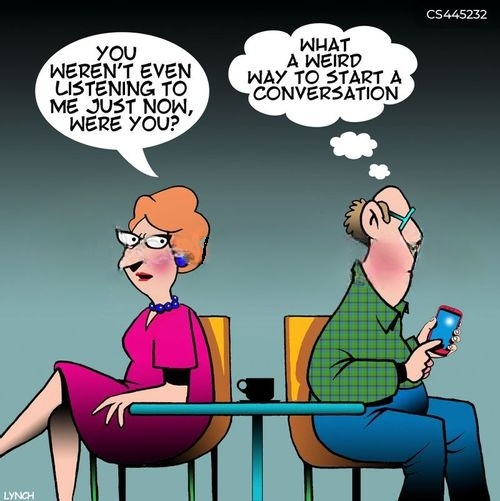 CS445232
YOU
WEREN'T EVEN
LISTENING TO
ME JUST NOW,
WERE YOU?
WHAT
A WEIRD
WAY TO START A
CONVERSATION
LYNCH